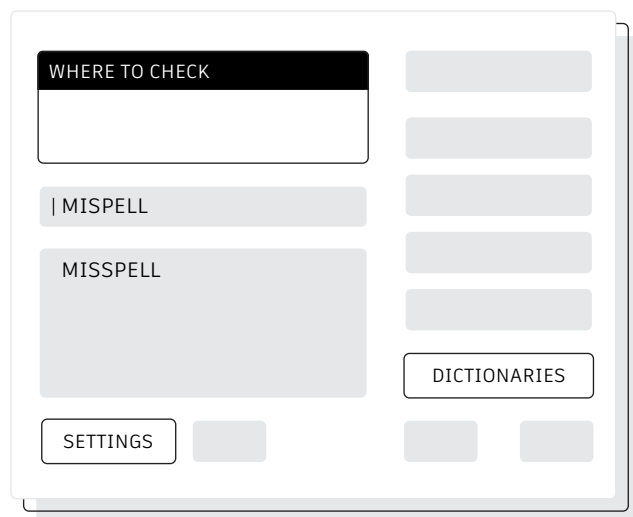 WHERE TO CHECK
| MISPELL
MISSPELL
DICTIONARIES
SETTINGS